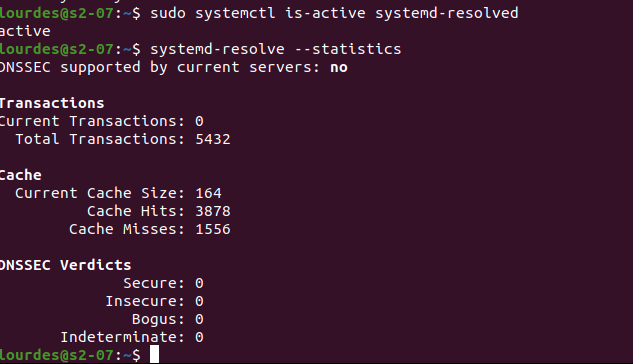 lourdes@s2-07:~$ sudo systemctl is-active systemd-resolved
active
lourdes@s2-07:~$ systemd-resolve --statistics
DNSSEC supported by current servers: no
Transactions
Current Transactions: 0
Total Transactions: 5432
Cache
Current Cache Size: 164
Cache Hits: 3878
Cache Misses: 1556
DNSSEC Verdicts
Secure: 0
Insecure: 0
Bogus: 0
Indeterminate: 0
lourdes@s2-07:~$